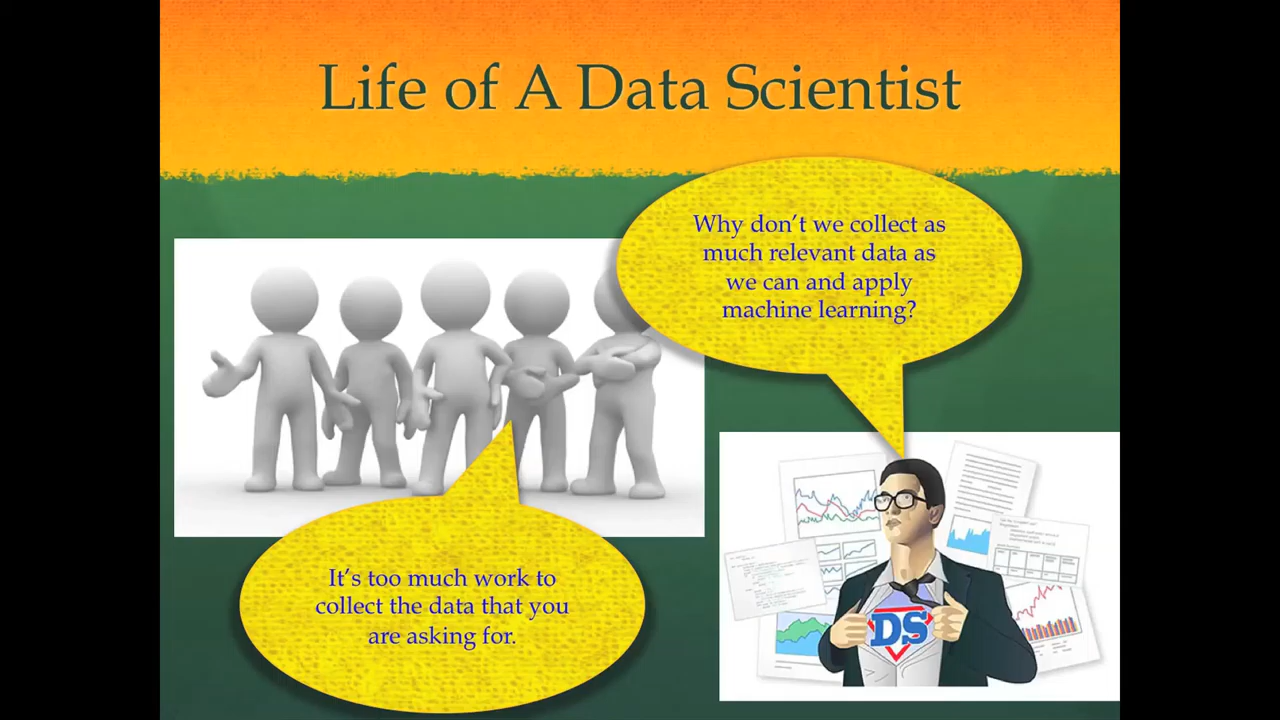 Life of A Data Scientist
Why don’t we collect as
much relevant data as
we can and apply
machine learning?
It’s too much work to
collect the data that you
are asking for.
DS